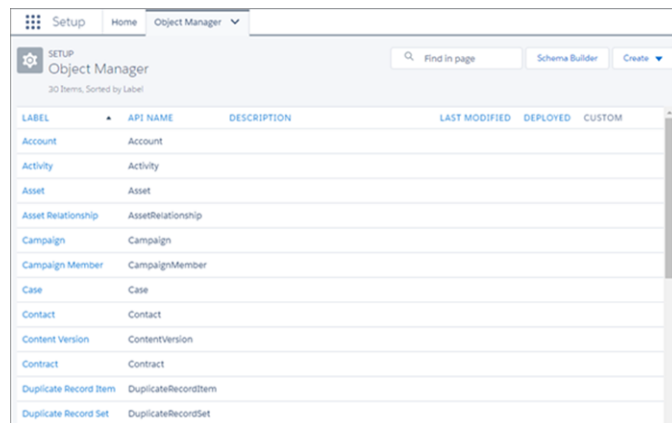 Setup Home Object Manager
SETUP
Object Manager
30 Items, Sorted by Label
Find in page Schema Builder Create
LABEL API NAME DESCRIPTION LAST MODIFIED DEPLOYED CUSTOM
Account Account
Activity Activity
Asset Asset
Asset Relationship AssetRelationship
Campaign Campaign
Campaign Member CampaignMember
Case Case
Contact Contact
Content Version ContentVersion
Contract Contract
Duplicate Record Item DuplicateRecordItem
Duplicate Record Set DuplicateRecordSet